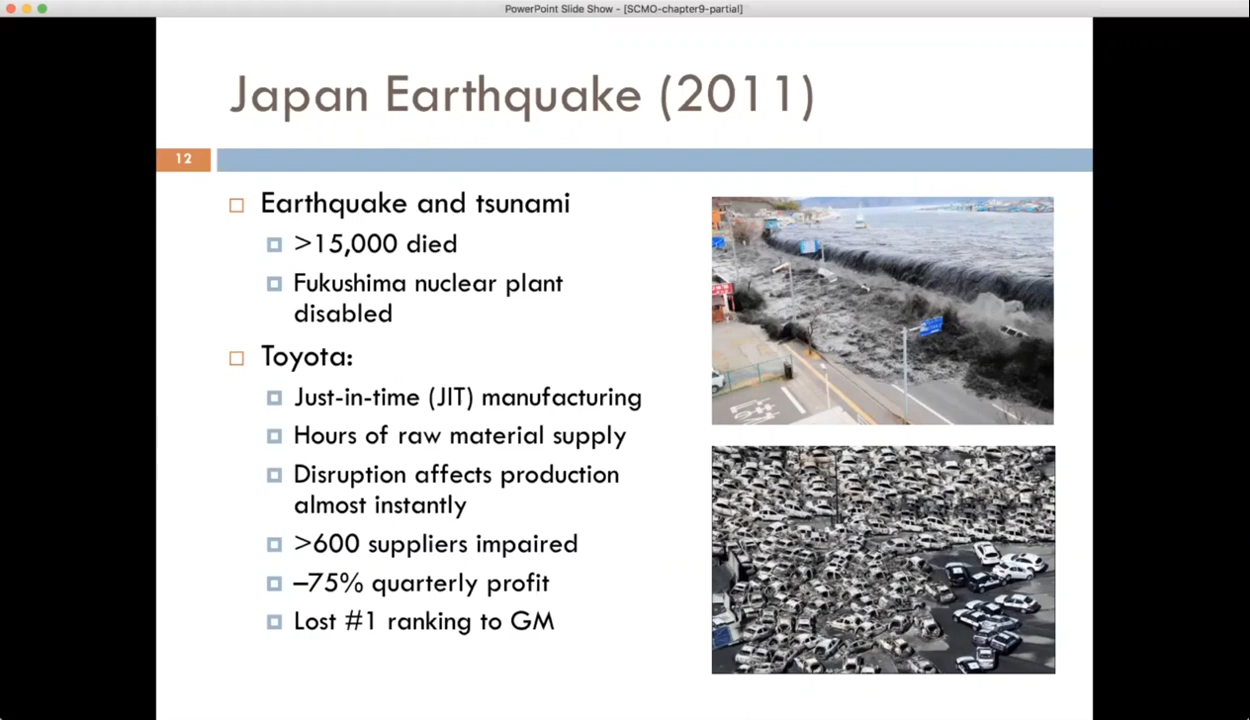 PowerPoint Slide Show - [SCMO-chapter9-partial]
Japan Earthquake (2011)
12
Earthquake and tsunami
>15,000 died
Fukushima nuclear plant
disabled
Toyota:
Just-in-time (JIT) manufacturing
Hours of raw material supply
Disruption affects production
almost instantly
>600 suppliers impaired
–75% quarterly profit
Lost #1 ranking to GM